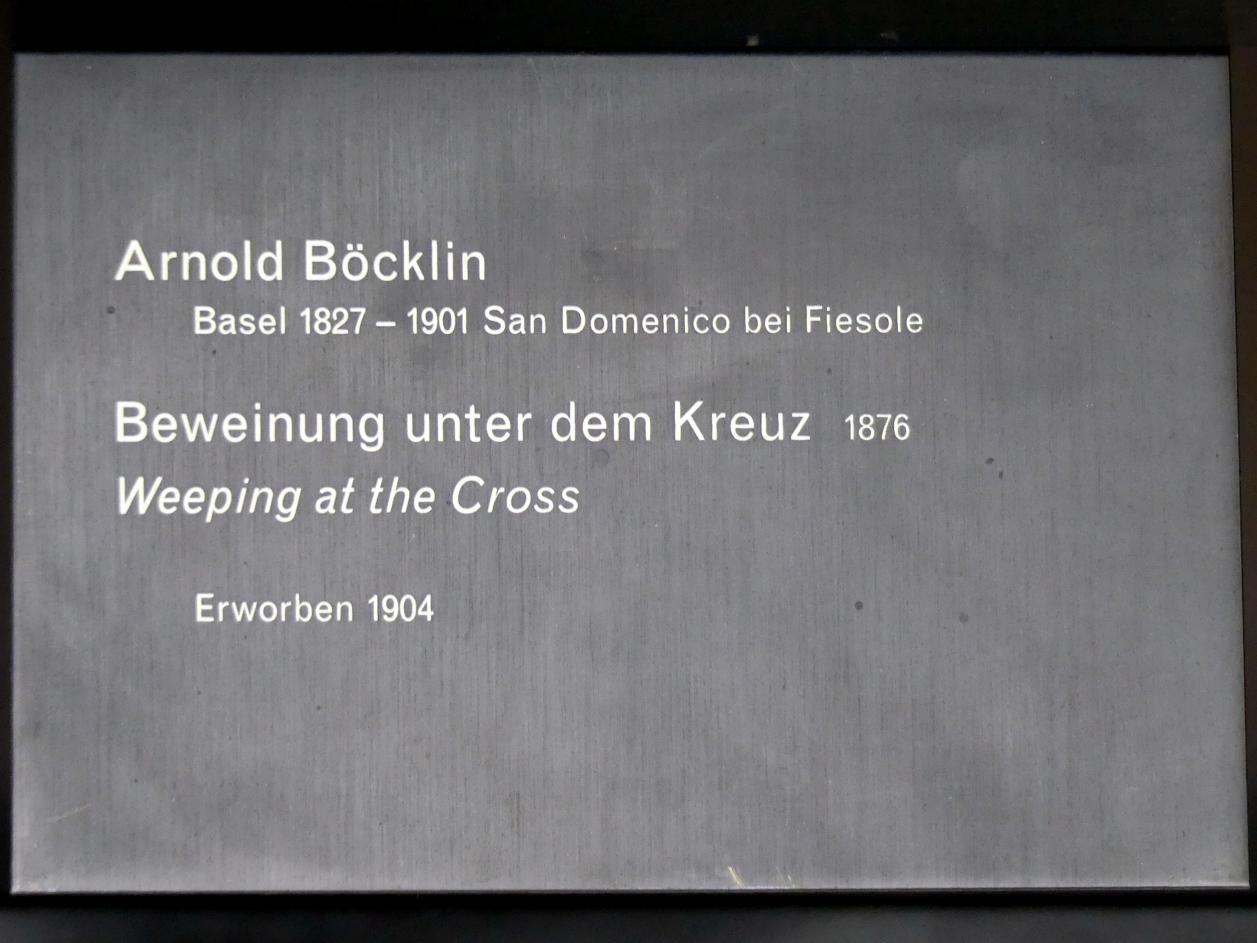 Arnold Böcklin
Basel 1827 – 1901 San Domenico bei Fiesole
Beweinung unter dem Kreuz 1876
Weeping at the Cross
Erworben 1904